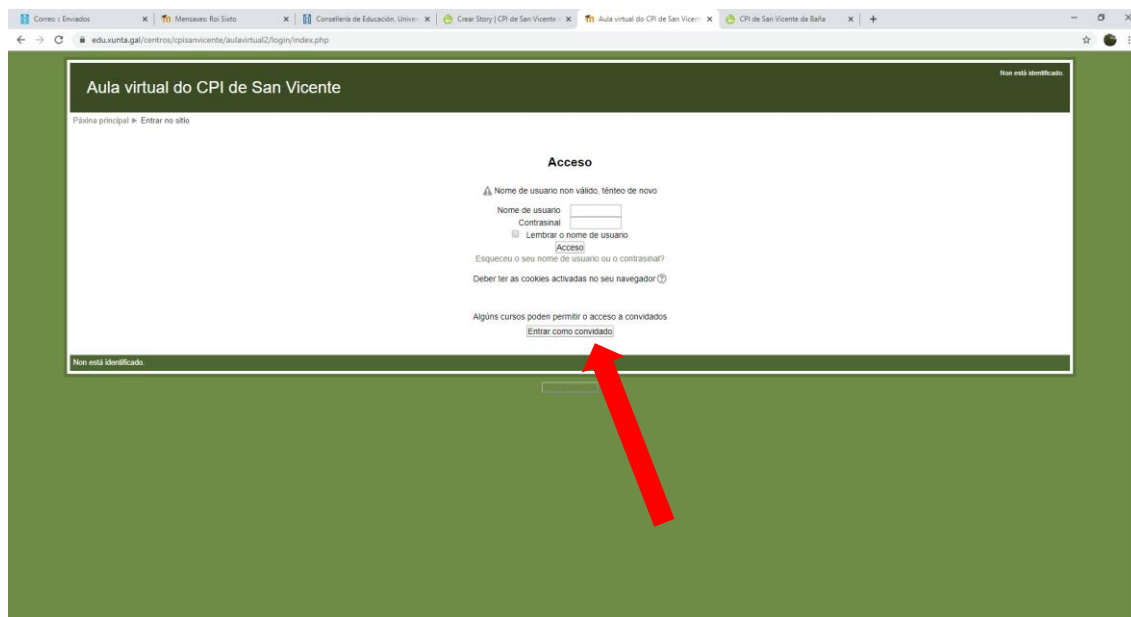 Correo :: Enviados
Mensaxes: Roi Sixto
Consellería de Educación, Univer
Crear Story | CPI de San Vicente
Aula virtual do CPI de San Vicen
CPI de San Vicente da Baña
edu.xunta.gal/centros/cpisanvicente/aulavirtual2/login/index.php
Non está identificado.
Aula virtual do CPI de San Vicente
Páxina principal ► Entrar no sitio
Acceso
Nome de usuario non válido, ténteo de novo
Nome de usuario
Contrasinal
Lembrar o nome de usuario
Acceso
Esqueceu o seu nome de usuario ou o contrasinal?
Deber ter as cookies activadas no seu navegador
Algúns cursos poden permitir o acceso a convidados
Entrar como convidado
Non está identificado.